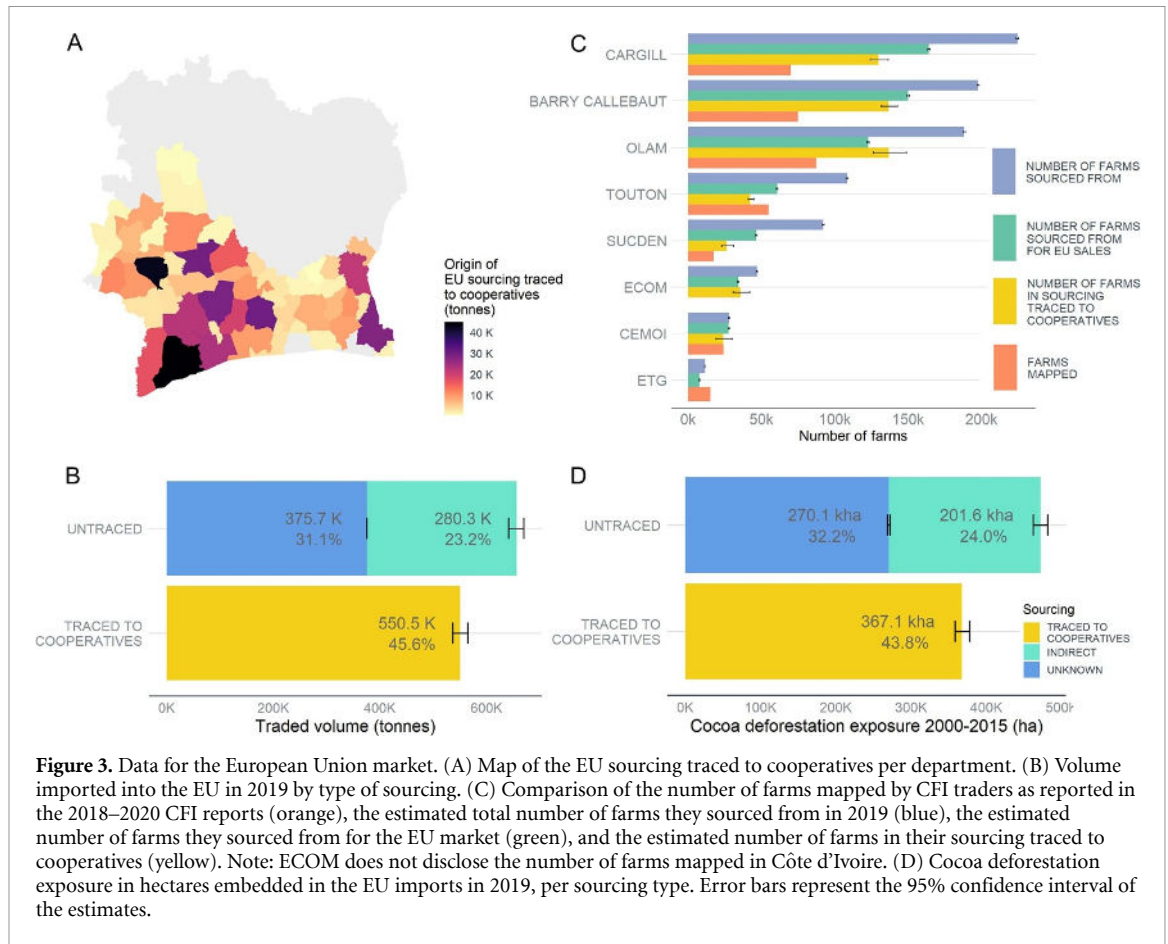 A
Origin of
EU sourcing traced
to cooperatives
(tonnes)
40 K
30 K
20 K
10 K
C
CARGILL
BARRY CALLEBAUT
OLAM
TOUTON
SUCDEN
ECOM
CEMOI
ETG
0k
50k
100k
150k
200k
Number of farms
NUMBER OF FARMS
SOURCED FROM
NUMBER OF FARMS
SOURCED FROM
FOR EU SALES
NUMBER OF FARMS
IN SOURCING
TRACED TO
COOPERATIVES
FARMS
MAPPED
B
UNTRACED
375.7 K
31.1%
280.3 K
23.2%
TRACED TO
COOPERATIVES
550.5 K
45.6%
0K
200K
400K
600K
Traded volume (tonnes)
D
UNTRACED
270.1 kha
32.2%
201.6 kha
24.0%
TRACED TO
COOPERATIVES
367.1 kha
43.8%
0K
100K
200K
300K
400K
500K
Cocoa deforestation exposure 2000-2015 (ha)
Sourcing
TRACED TO
COOPERATIVES
INDIRECT
UNKNOWN
Figure 3. Data for the European Union market. (A) Map of the EU sourcing traced to cooperatives per department. (B) Volume
imported into the EU in 2019 by type of sourcing. (C) Comparison of the number of farms mapped by CFI traders as reported in
the 2018–2020 CFI reports (orange), the estimated total number of farms they sourced from in 2019 (blue), the estimated
number of farms they sourced from for the EU market (green), and the estimated number of farms in their sourcing traced to
cooperatives (yellow). Note: ECOM does not disclose the number of farms mapped in Côte d'Ivoire. (D) Cocoa deforestation
exposure in hectares embedded in the EU imports in 2019, per sourcing type. Error bars represent the 95% confidence interval of
the estimates.